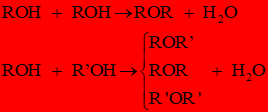 ROH + ROH → ROR + H₂O
ROR'
ROH + R'OH → { ROR + H₂O
R'OR'